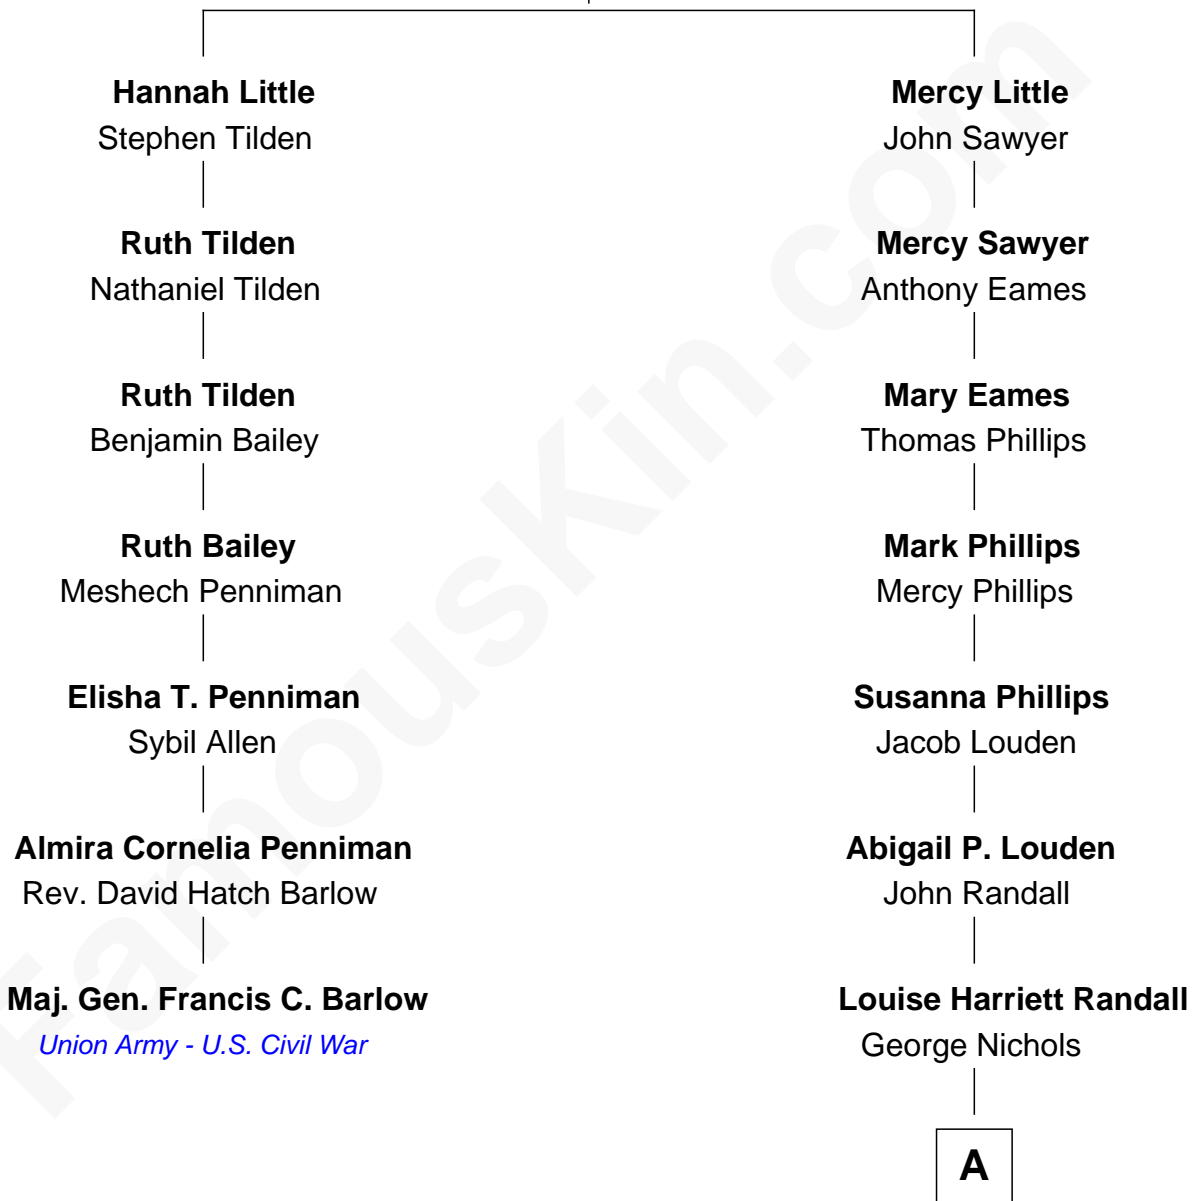 Hannah Little
Stephen Tilden
Ruth Tilden
Nathaniel Tilden
Ruth Tilden
Benjamin Bailey
Ruth Bailey
Meshech Penniman
Elisha T. Penniman
Sybil Allen
Almira Cornelia Penniman
Rev. David Hatch Barlow
Maj. Gen. Francis C. Barlow
Union Army - U.S. Civil War
Mercy Little
John Sawyer
Mercy Sawyer
Anthony Eames
Mary Eames
Thomas Phillips
Mark Phillips
Mercy Phillips
Susanna Phillips
Jacob Louden
Abigail P. Louden
John Randall
Louise Harriett Randall
George Nichols
A
FamousKin.com